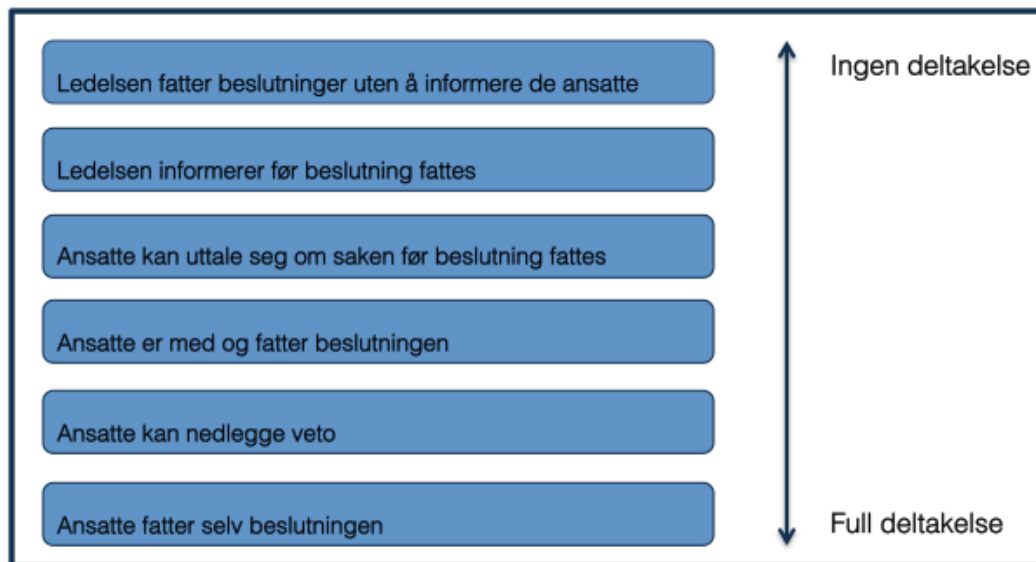 Ledelsen fatter beslutninger uten å informere de ansatte
Ingen deltakelse
Ledelsen informerer før beslutning fattes
Ansatte kan uttale seg om saken før beslutning fattes
Ansatte er med og fatter beslutningen
Ansatte kan nedlegge veto
Ansatte fatter selv beslutningen
Full deltakelse